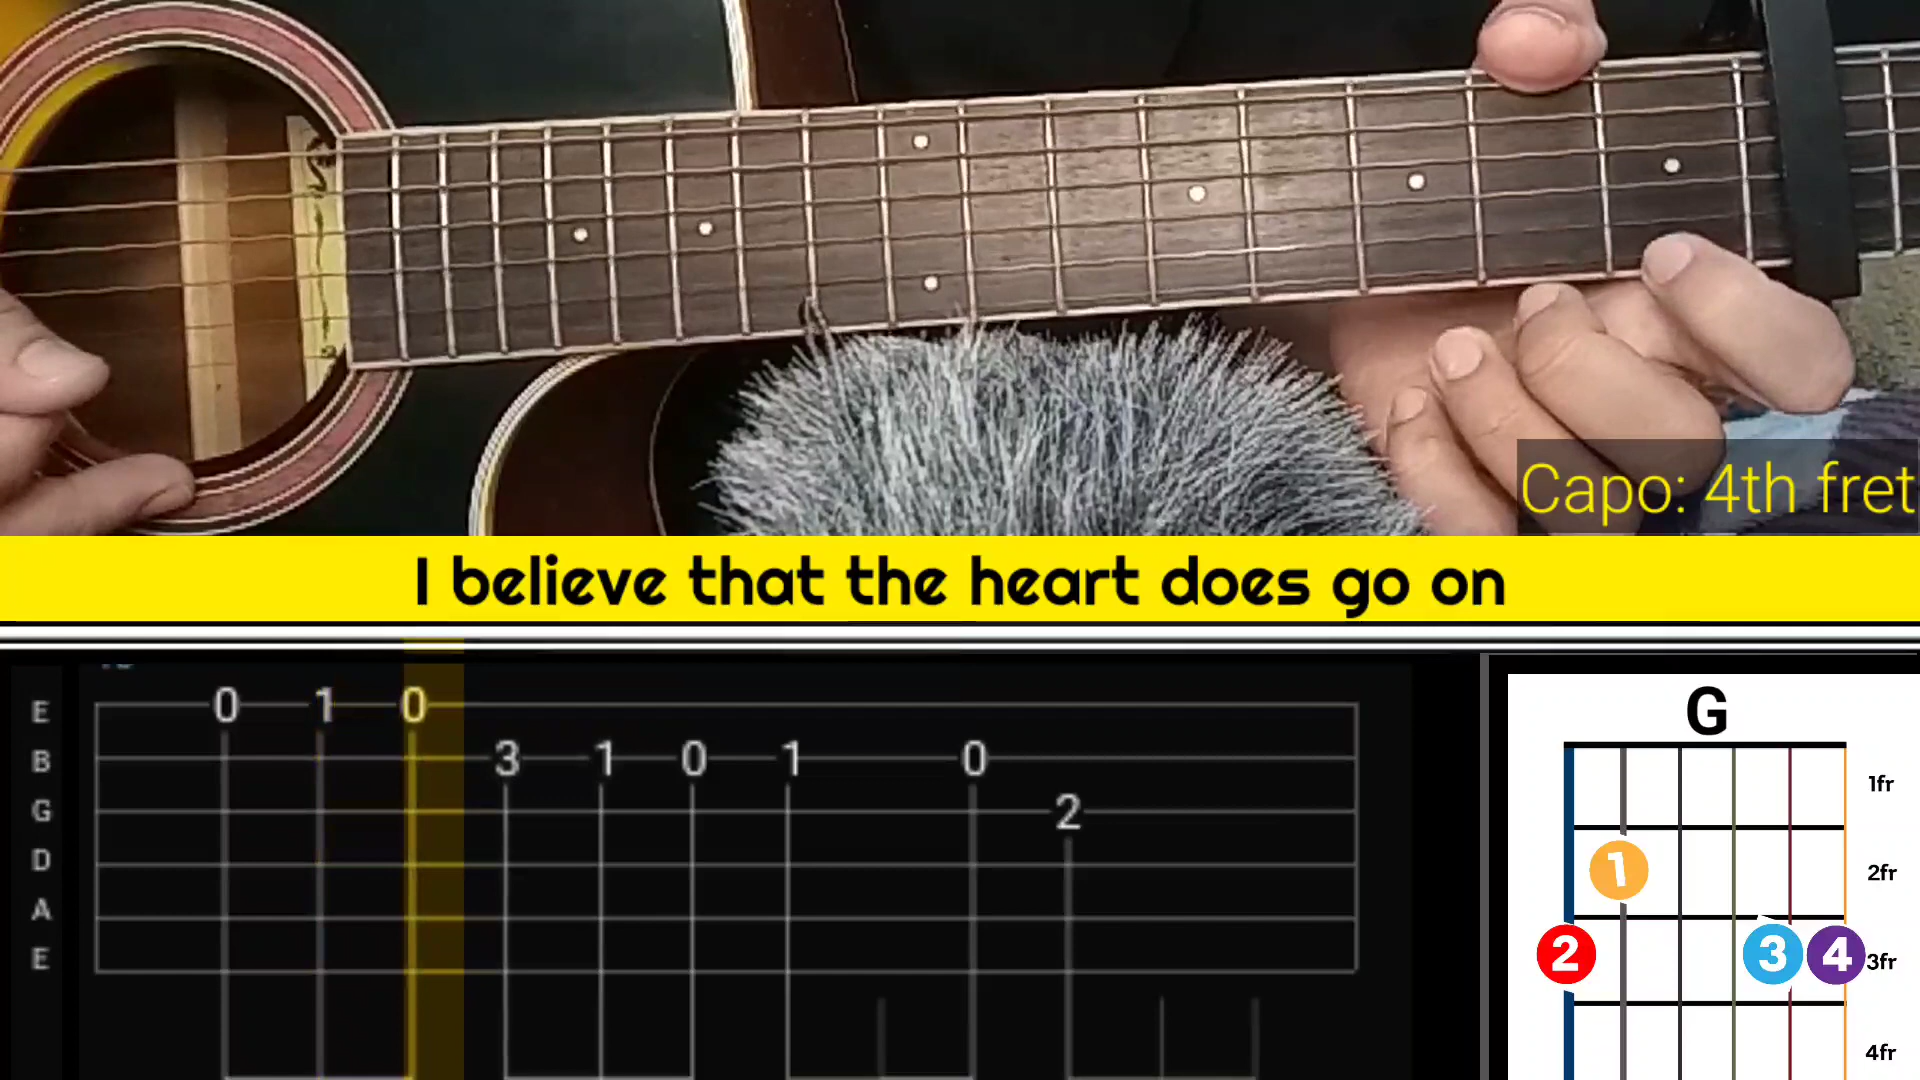 Capo: 4th fret
I believe that the heart does go on
E 0 1 0
B 3 1 0 1 0
G 2
D
A
E
G
1fr
1 2fr
2 3 4 3fr
4fr